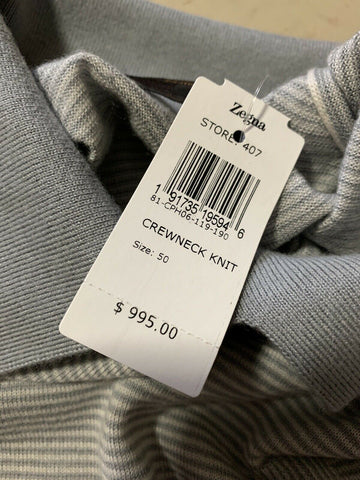 Zegna
STORE: 407
1 91735 19594 6
81-CPH06-119-190
CREWNECK KNIT
Size: 50
$ 995.00